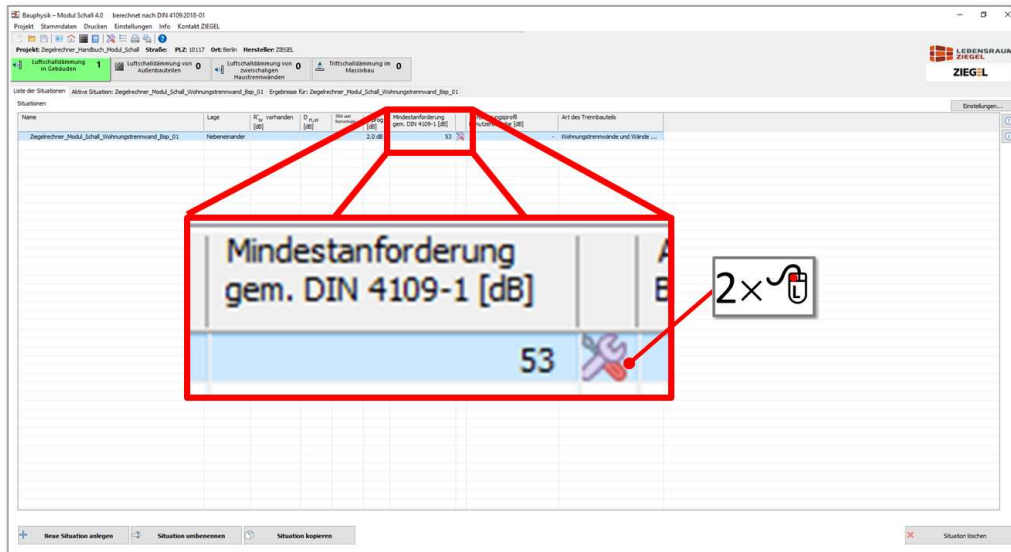 Bauphysik – Modul Schall 4.0 berechnet nach DIN 4109:2018-01
Projekt Stammdaten Drucken Einstellungen Info Kontakt ZIEGEL
Projekt: Ziegelrechner_Handbuch_Modul_Schall Straße: PLZ: 10117 Ort: Berlin Hersteller: ZIEGEL
LEBENSRAUM
ZIEGEL
ZIEGEL
Luftschalldämmung in Gebäuden 1
Luftschalldämmung von Außenbauteilen 0
Luftschalldämmung von zweischaligen Haustrennwänden 0
Trittschalldämmung im Massivbau 0
Liste der Situationen Aktive Situation: Ziegelrechner_Modul_Schall_Wohnungstrennwand_Bsp_01 Ergebnisse für: Ziegelrechner_Modul_Schall_Wohnungstrennwand_Bsp_01
Situationen
Einstellungen...
Name Lage R'w vorhanden [dB] Dn,w [dB] [dB] Mindestanforderung gem. DIN 4109-1 [dB] Art des Trennbauteils
Ziegelrechner_Modul_Schall_Wohnungstrennwand_Bsp_01 Nebeneinander 2.0 dB 53 - Wohnungstrennwände und Wände ...
Mindestanforderung
gem. DIN 4109-1 [dB]
53
2× L
Neue Situation anlegen Situation umbenennen Situation kopieren Situation löschen